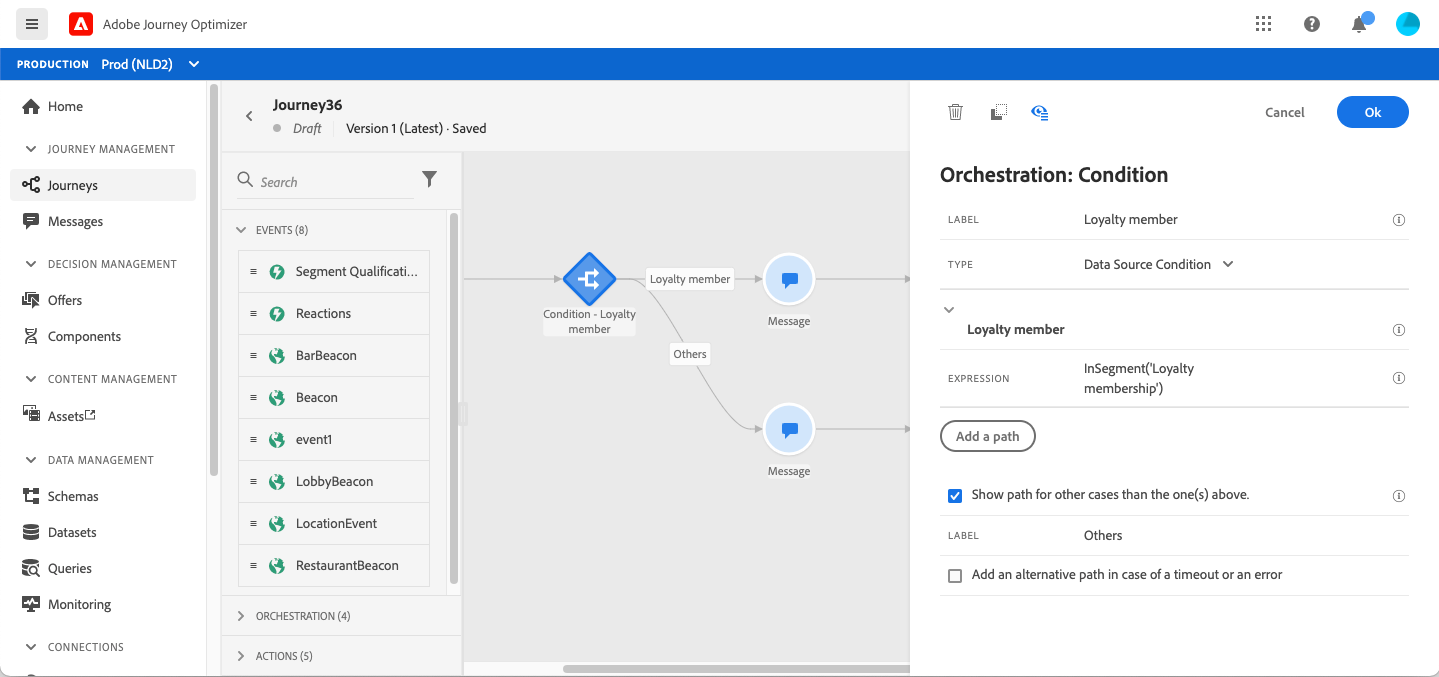 Adobe Journey Optimizer
PRODUCTION Prod (NLD2)
Home
JOURNEY MANAGEMENT
Journeys
Messages
DECISION MANAGEMENT
Offers
Components
CONTENT MANAGEMENT
Assets
DATA MANAGEMENT
Schemas
Datasets
Queries
Monitoring
CONNECTIONS
Journey36
Draft Version 1 (Latest) · Saved
Search
EVENTS (8)
Segment Qualificati...
Reactions
BarBeacon
Beacon
event1
LobbyBeacon
LocationEvent
RestaurantBeacon
ORCHESTRATION (4)
ACTIONS (5)
Condition - Loyalty
member
Loyalty member
Message
Others
Message
Cancel Ok
Orchestration: Condition
LABEL Loyalty member
TYPE Data Source Condition
Loyalty member
EXPRESSION InSegment('Loyalty
membership')
Add a path
Show path for other cases than the one(s) above.
LABEL Others
Add an alternative path in case of a timeout or an error